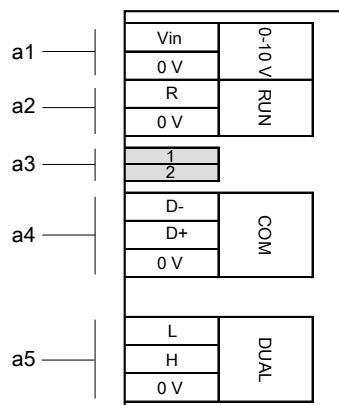 a1
Vin
0 V
0-10 V
a2
R
0 V
RUN
a3
1
2
a4
D-
D+
0 V
COM
a5
L
H
0 V
DUAL